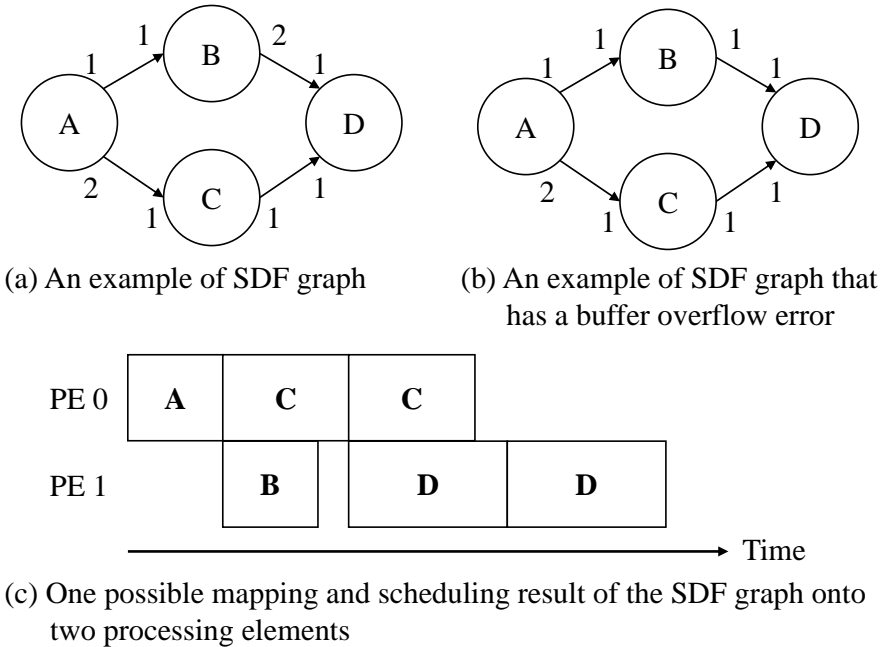 1 B 2
1 1
A D
2 1
1 C 1
(a) An example of SDF graph
1 B 1
1 1
A D
2 1
1 C 1
(b) An example of SDF graph that
has a buffer overflow error
PE 0 A C C
PE 1 B D D
Time
(c) One possible mapping and scheduling result of the SDF graph onto
two processing elements